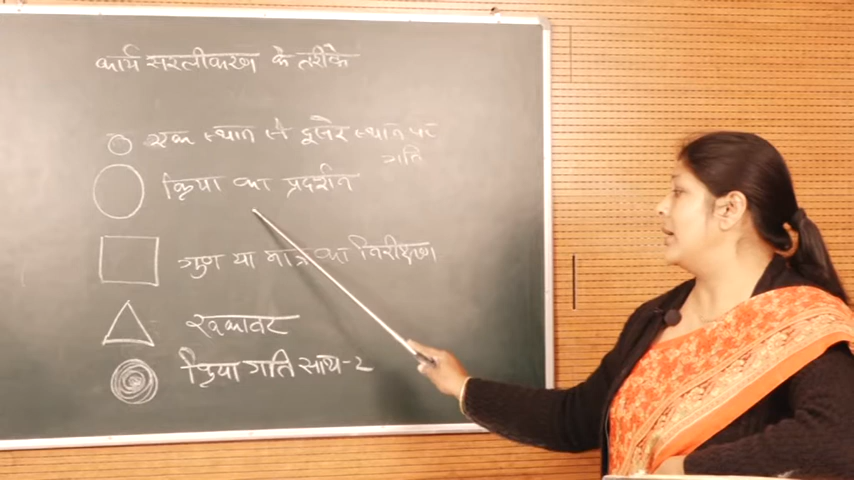 कार्य सरलीकरण के तरीके
एक स्थान से दूसरे स्थान पर
गति
क्रिया का प्रदर्शन
गुण या मात्रा का निरीक्षण
रुकावट
क्रिया गति साथ-2